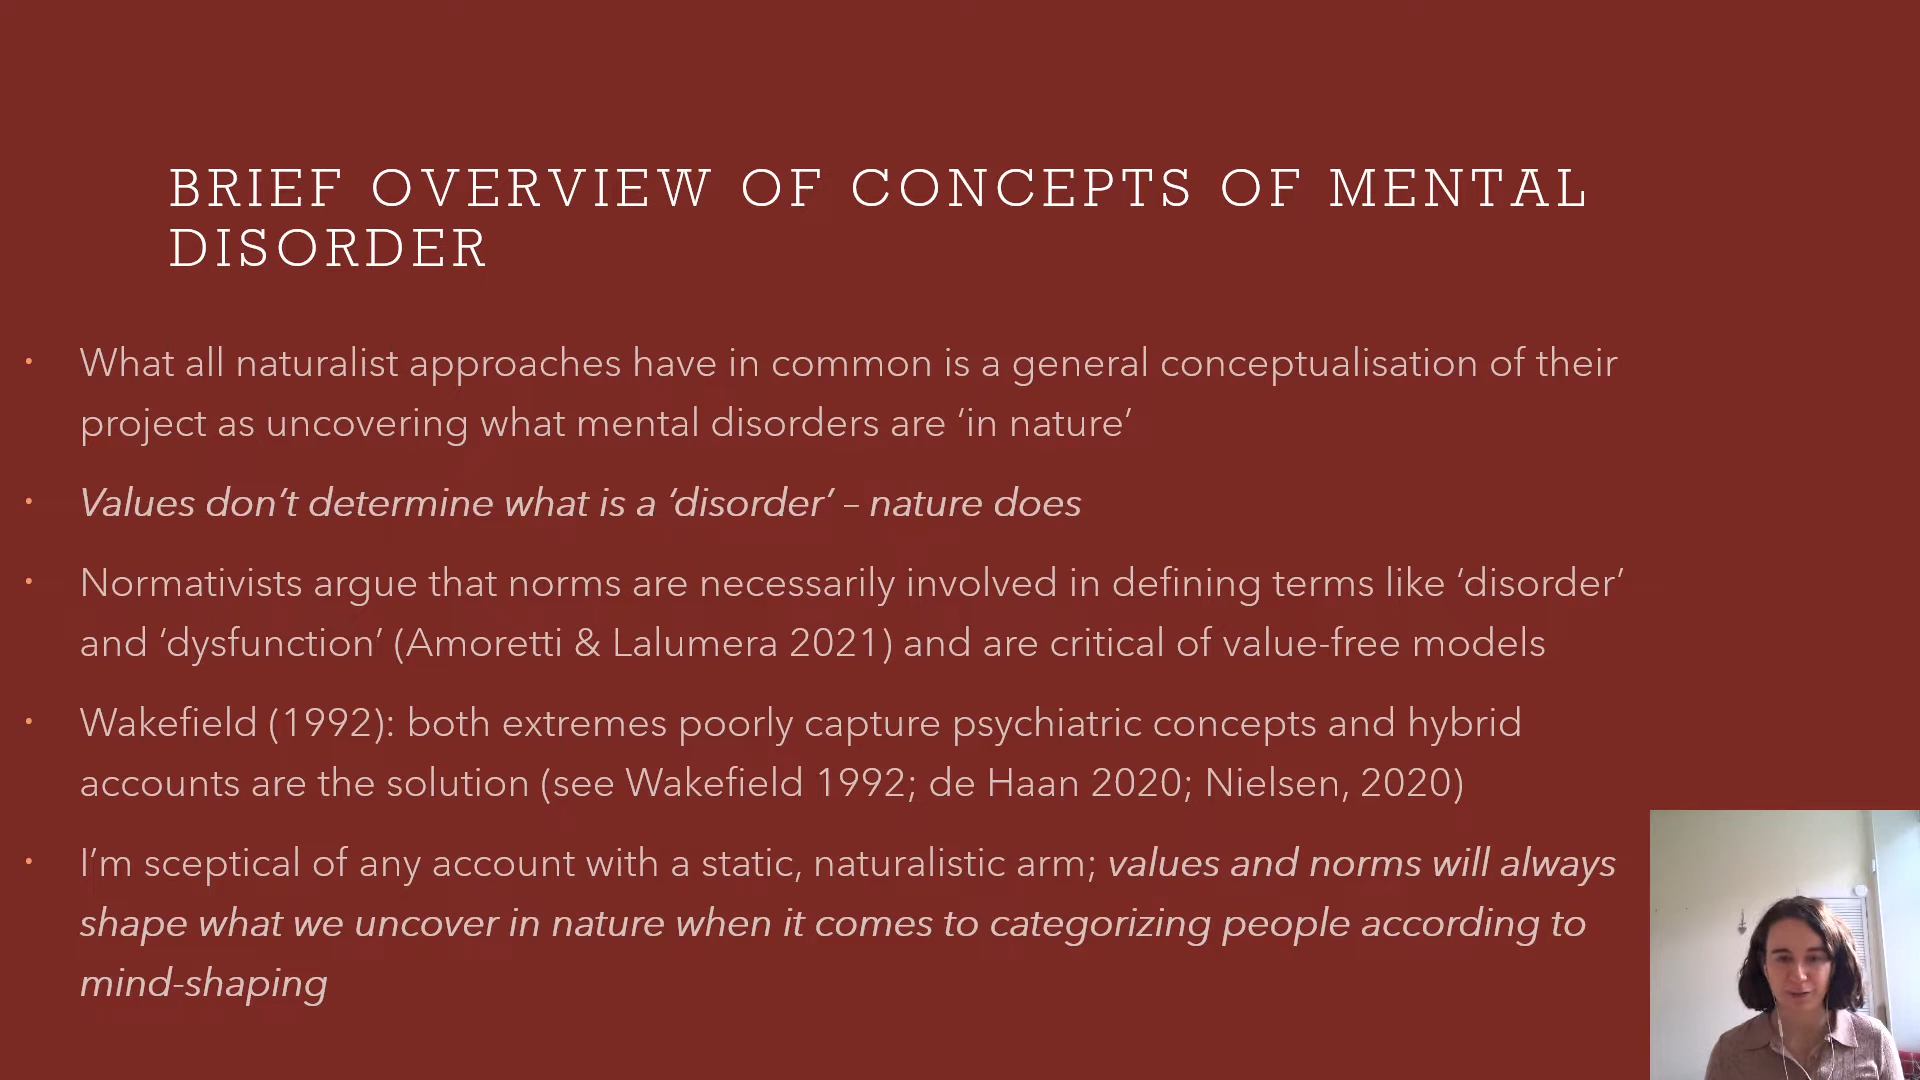 BRIEF OVERVIEW OF CONCEPTS OF MENTAL
DISORDER
• What all naturalist approaches have in common is a general conceptualisation of their
project as uncovering what mental disorders are ‘in nature’
• Values don’t determine what is a ‘disorder’ – nature does
• Normativists argue that norms are necessarily involved in defining terms like ‘disorder’
and ‘dysfunction’ (Amoretti & Lalumera 2021) and are critical of value-free models
• Wakefield (1992): both extremes poorly capture psychiatric concepts and hybrid
accounts are the solution (see Wakefield 1992; de Haan 2020; Nielsen, 2020)
• I’m sceptical of any account with a static, naturalistic arm; values and norms will always
shape what we uncover in nature when it comes to categorizing people according to
mind-shaping